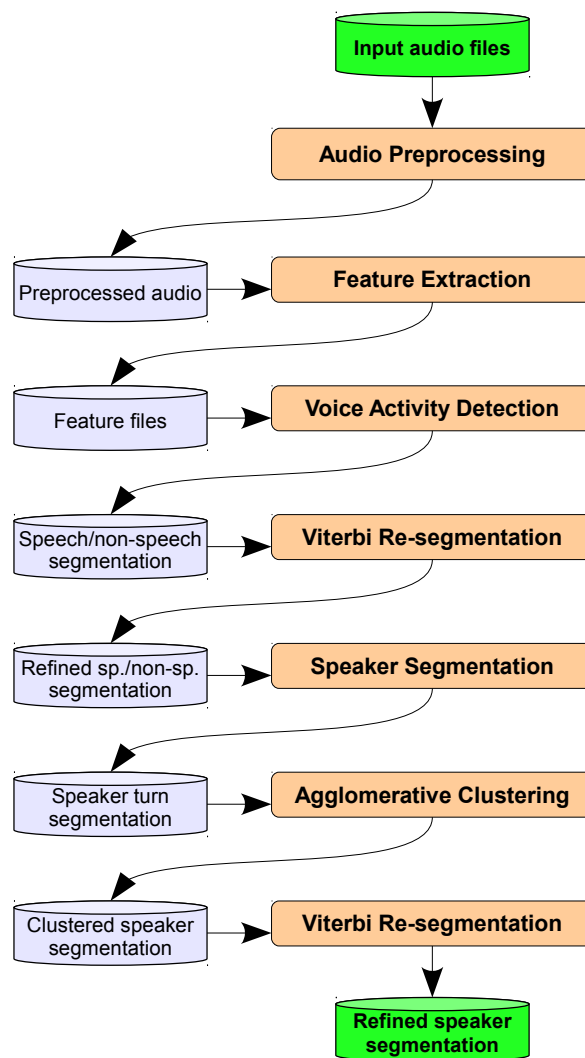 Input audio files
Audio Preprocessing
Preprocessed audio
Feature Extraction
Feature files
Voice Activity Detection
Speech/non-speech
segmentation
Viterbi Re-segmentation
Refined sp./non-sp.
segmentation
Speaker Segmentation
Speaker turn
segmentation
Agglomerative Clustering
Clustered speaker
segmentation
Viterbi Re-segmentation
Refined speaker
segmentation